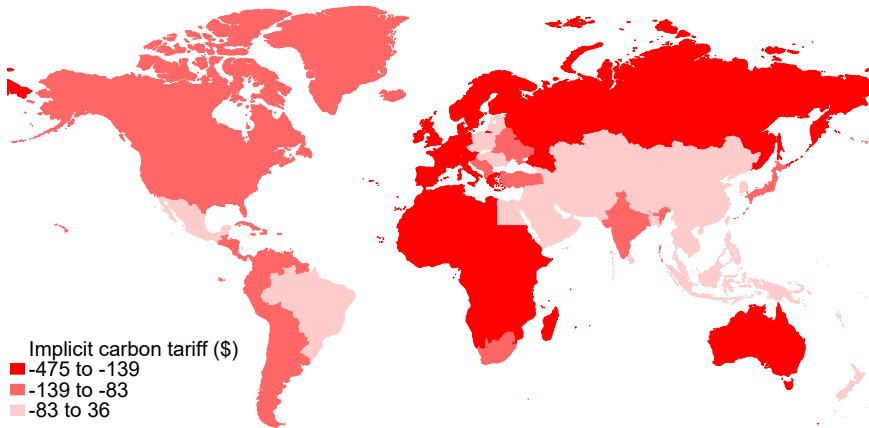 Implicit carbon tariff ($)
-475 to -139
-139 to -83
-83 to 36